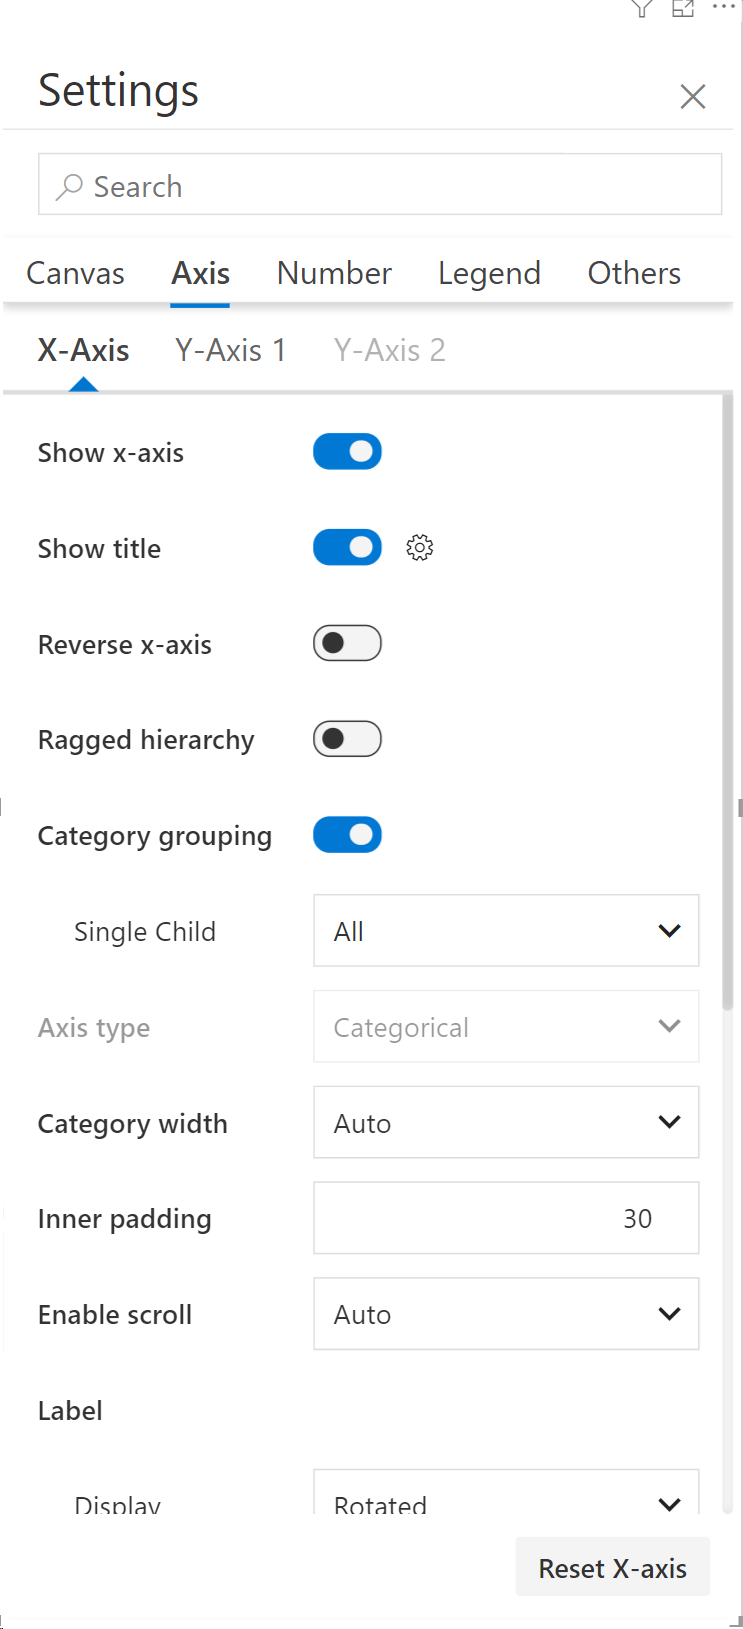 Settings
Search
Canvas Axis Number Legend Others
X-Axis Y-Axis 1 Y-Axis 2
Show x-axis
Show title
Reverse x-axis
Ragged hierarchy
Category grouping
Single Child All
Axis type Categorical
Category width Auto
Inner padding 30
Enable scroll Auto
Label
Display Rotated
Reset X-axis